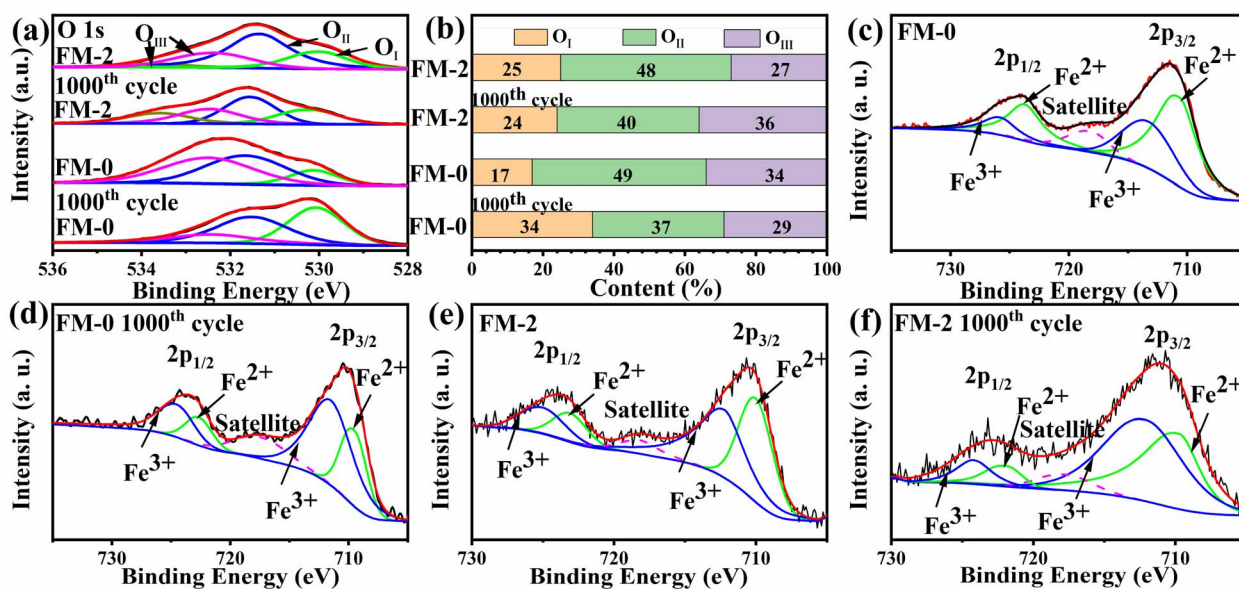 (a)
O 1s
O_III
O_II
O_I
FM-2
1000th cycle
FM-2
FM-0
1000th cycle
FM-0
Intensity (a.u.)
536 534 532 530 528
Binding Energy (eV)
(b)
O_I O_II O_III
FM-2 25 48 27
1000th cycle
FM-2 24 40 36
FM-0 17 49 34
1000th cycle
FM-0 34 37 29
0 20 40 60 80 100
Content (%)
(c)
FM-0
2p3/2
Fe2+
2p1/2
Fe2+
Satellite
Fe3+
Fe3+
Intensity (a. u.)
730 720 710
Binding Energy (eV)
(d)
FM-0 1000th cycle
2p3/2
2p1/2
Fe2+
Fe2+
Satellite
Fe3+
Fe3+
Intensity (a. u.)
730 720 710
Binding Energy (eV)
(e)
FM-2
2p3/2
2p1/2
Fe2+
Fe2+
Satellite
Fe3+
Fe3+
Intensity (a. u.)
730 720 710
Binding Energy (eV)
(f)
FM-2 1000th cycle
2p3/2
2p1/2
Fe2+
Fe2+
Satellite
Fe3+
Fe3+
Intensity (a. u.)
730 720 710
Binding Energy (eV)